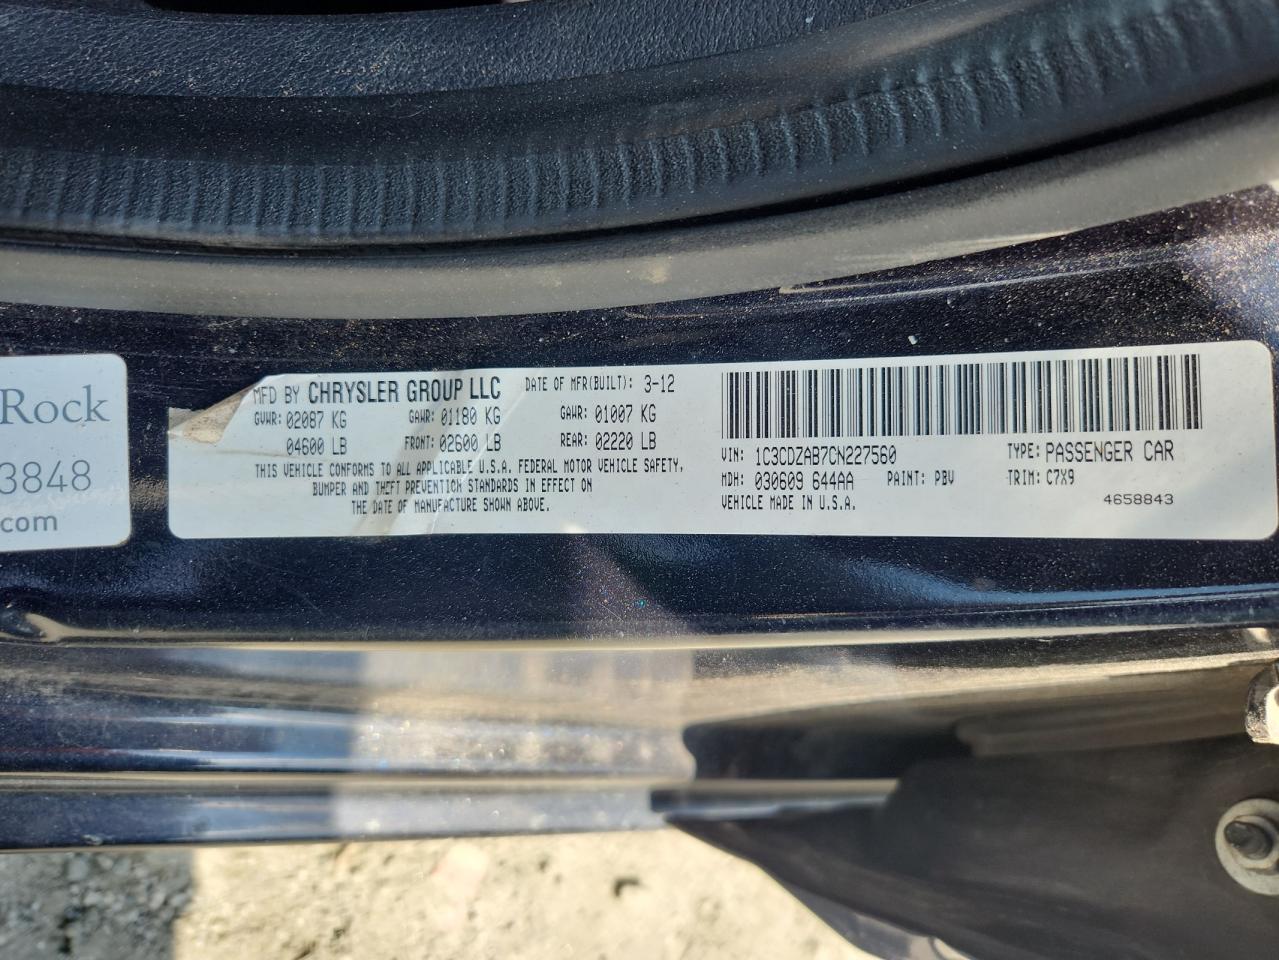 Rock
3848
com
MFD BY CHRYSLER GROUP LLC DATE OF MFR(BUILT): 3-12
GVWR: 02087 KG GAWR: 01180 KG GAWR: 01007 KG
04600 LB FRONT: 02600 LB REAR: 02220 LB
THIS VEHICLE CONFORMS TO ALL APPLICABLE U.S.A. FEDERAL MOTOR VEHICLE SAFETY,
BUMPER AND THEFT PREVENTION STANDARDS IN EFFECT ON
THE DATE OF MANUFACTURE SHOWN ABOVE.
VIN: 1C3CDZAB7CN227560 TYPE: PASSENGER CAR
MDH: 030609 644AA PAINT: PBV TRIM: C7X9
VEHICLE MADE IN U.S.A. 4658843